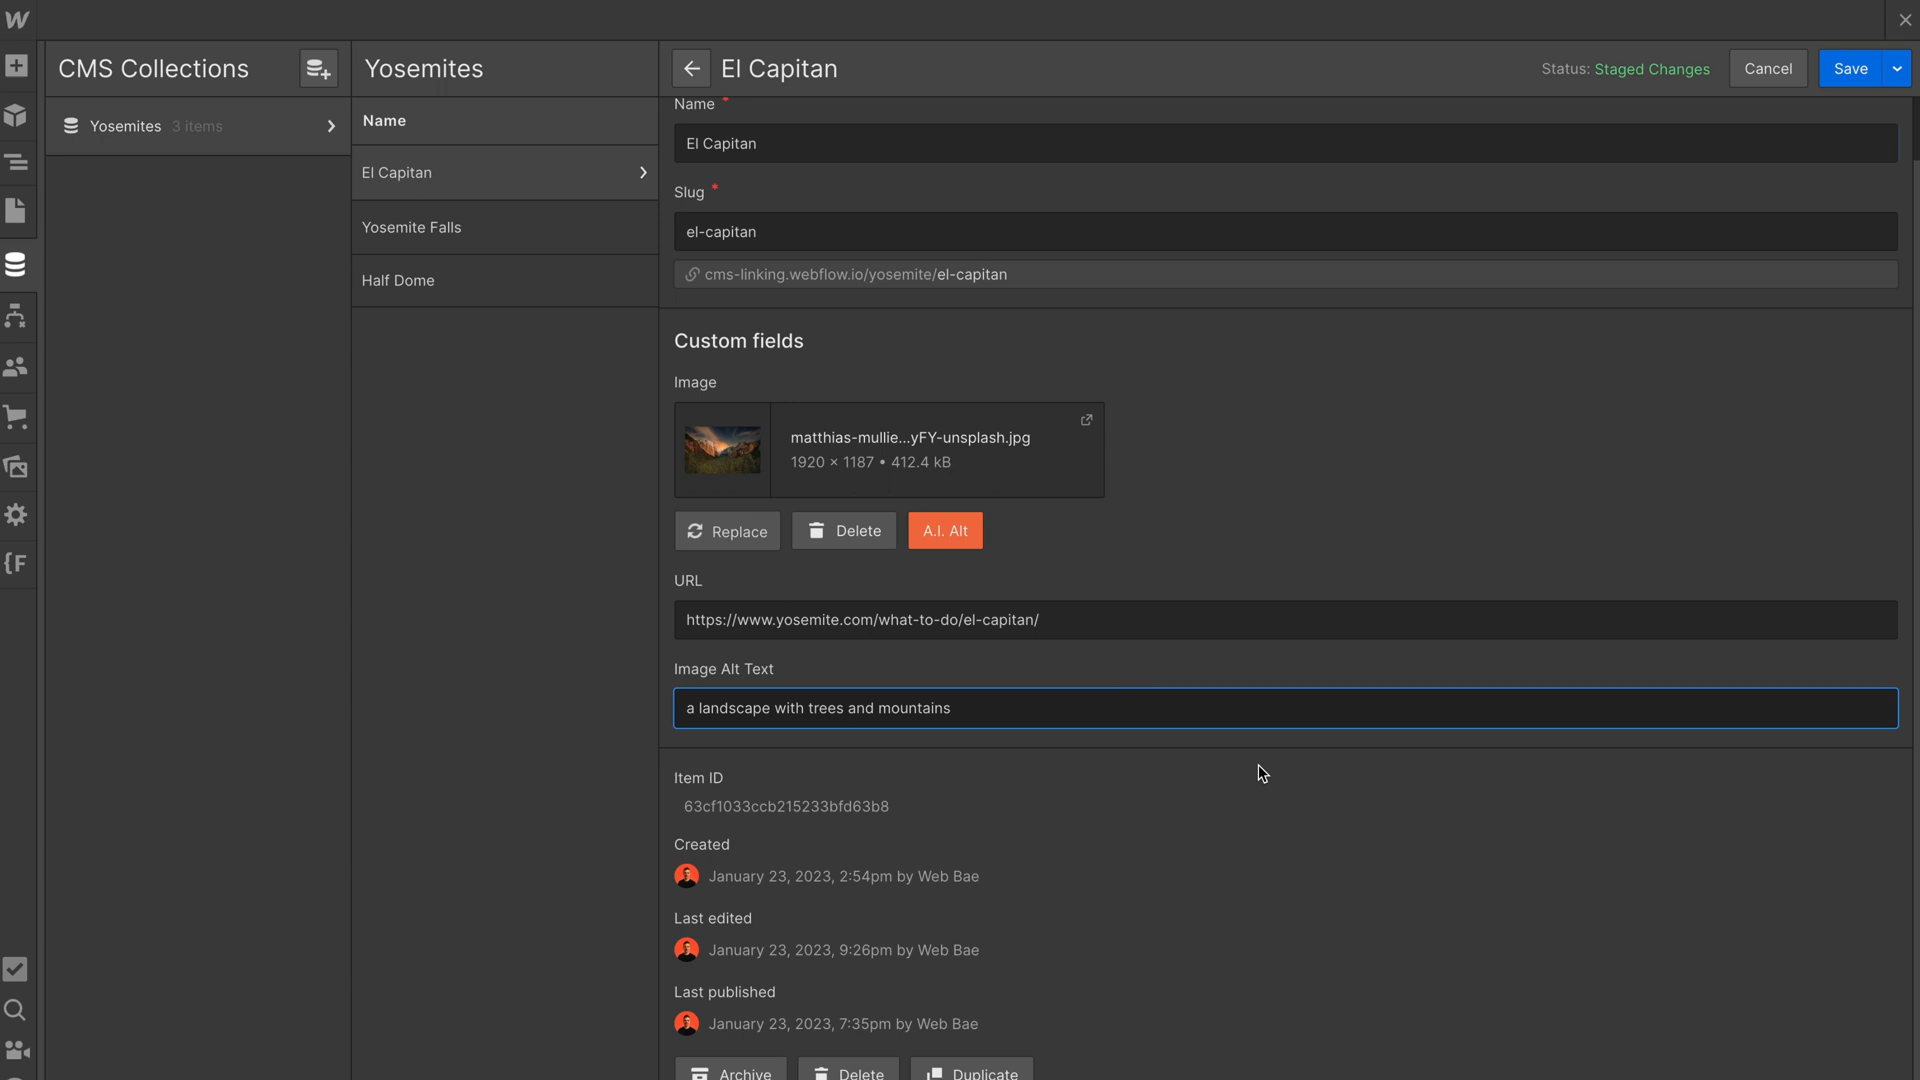 CMS Collections
Yosemites
El Capitan
Status: Staged Changes
Cancel
Save
Yosemites 3 items
Name
El Capitan
Yosemite Falls
Half Dome
Name *
El Capitan
Slug *
el-capitan
cms-linking.webflow.io/yosemite/el-capitan
Custom fields
Image
matthias-mullie...yFY-unsplash.jpg
1920 × 1187 • 412.4 kB
Replace
Delete
A.I. Alt
URL
https://www.yosemite.com/what-to-do/el-capitan/
Image Alt Text
a landscape with trees and mountains
Item ID
63cf1033ccb215233bfd63b8
Created
January 23, 2023, 2:54pm by Web Bae
Last edited
January 23, 2023, 9:26pm by Web Bae
Last published
January 23, 2023, 7:35pm by Web Bae
Archive
Delete
Duplicate
{F